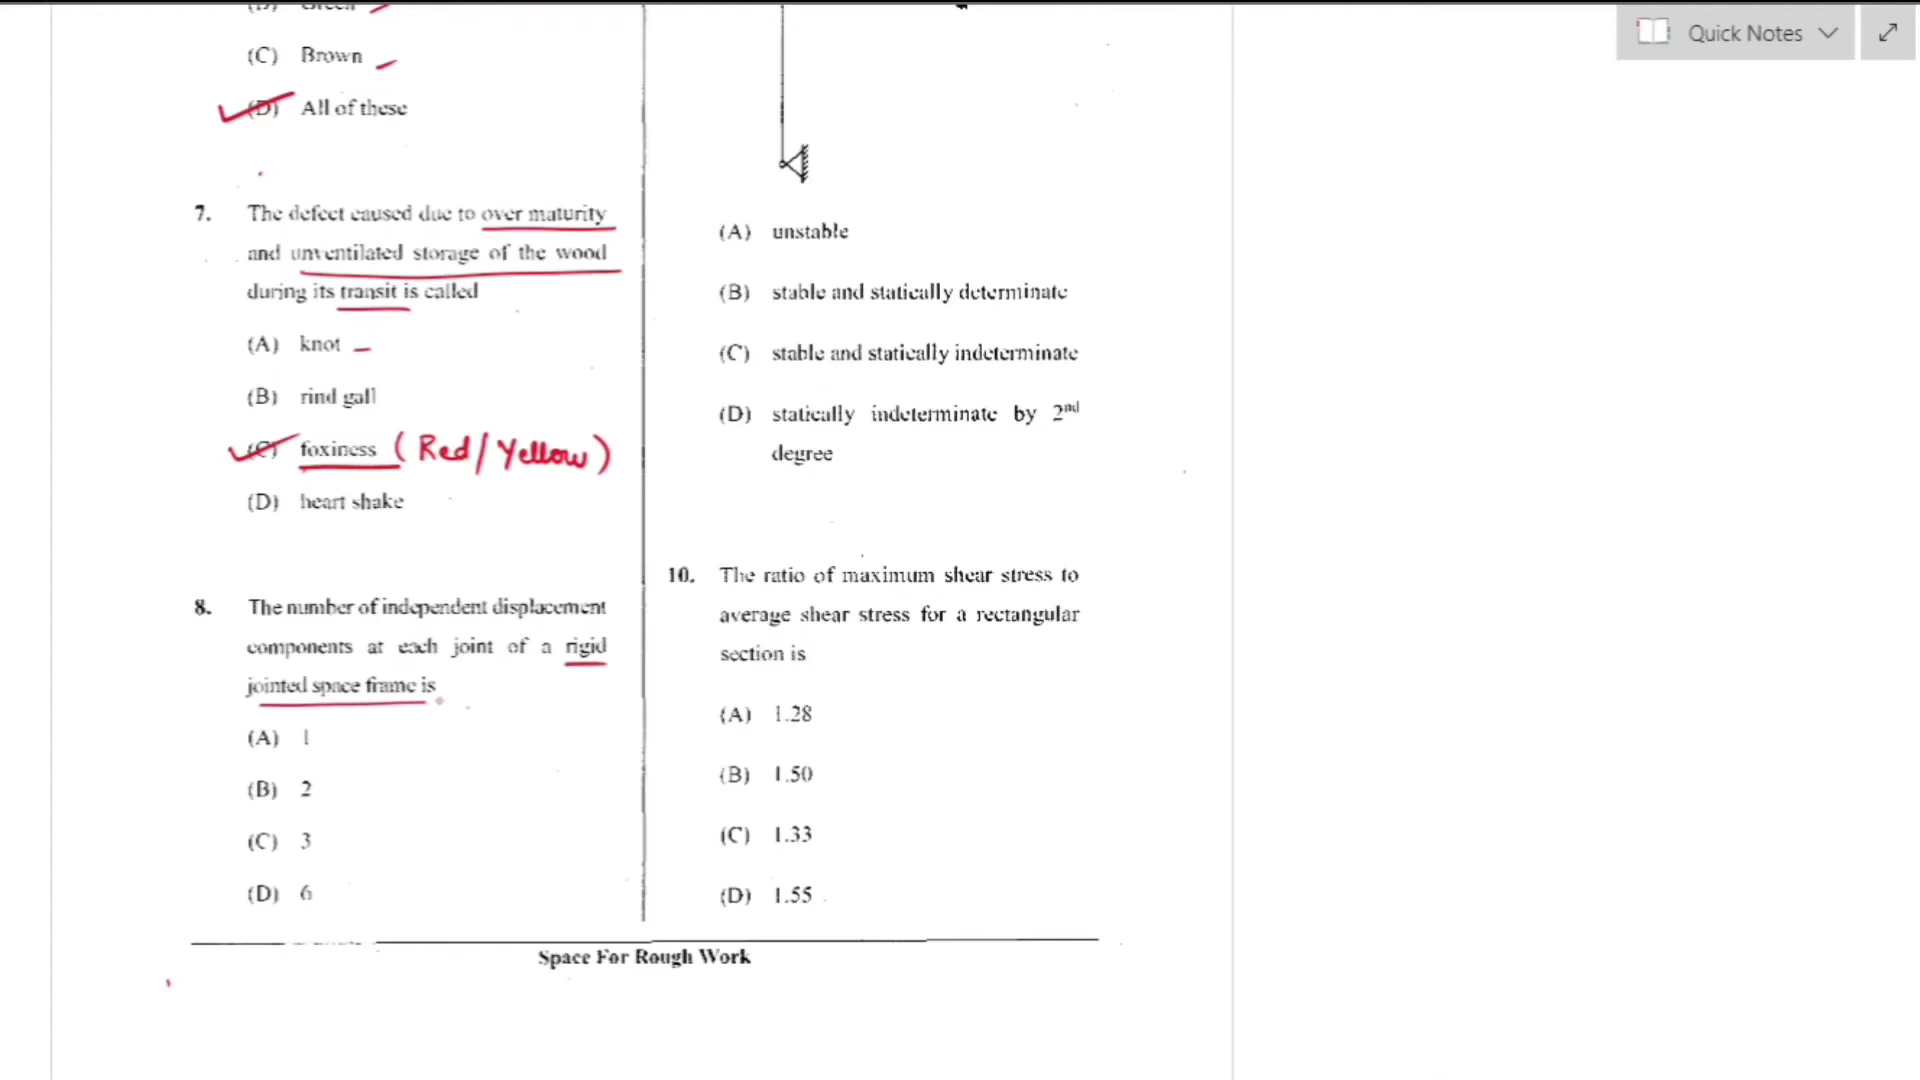 (B) Green
(C) Brown
(D) All of these
7. The defect caused due to over maturity
and unventilated storage of the wood
during its transit is called
(A) knot
(B) rind gall
(C) foxiness (Red/Yellow)
(D) heart shake
8. The number of independent displacement
components at each joint of a rigid
jointed space frame is
(A) 1
(B) 2
(C) 3
(D) 6
(A) unstable
(B) stable and statically determinate
(C) stable and statically indeterminate
(D) statically indeterminate by 2nd
degree
10. The ratio of maximum shear stress to
average shear stress for a rectangular
section is
(A) 1.28
(B) 1.50
(C) 1.33
(D) 1.55
Space For Rough Work
Quick Notes